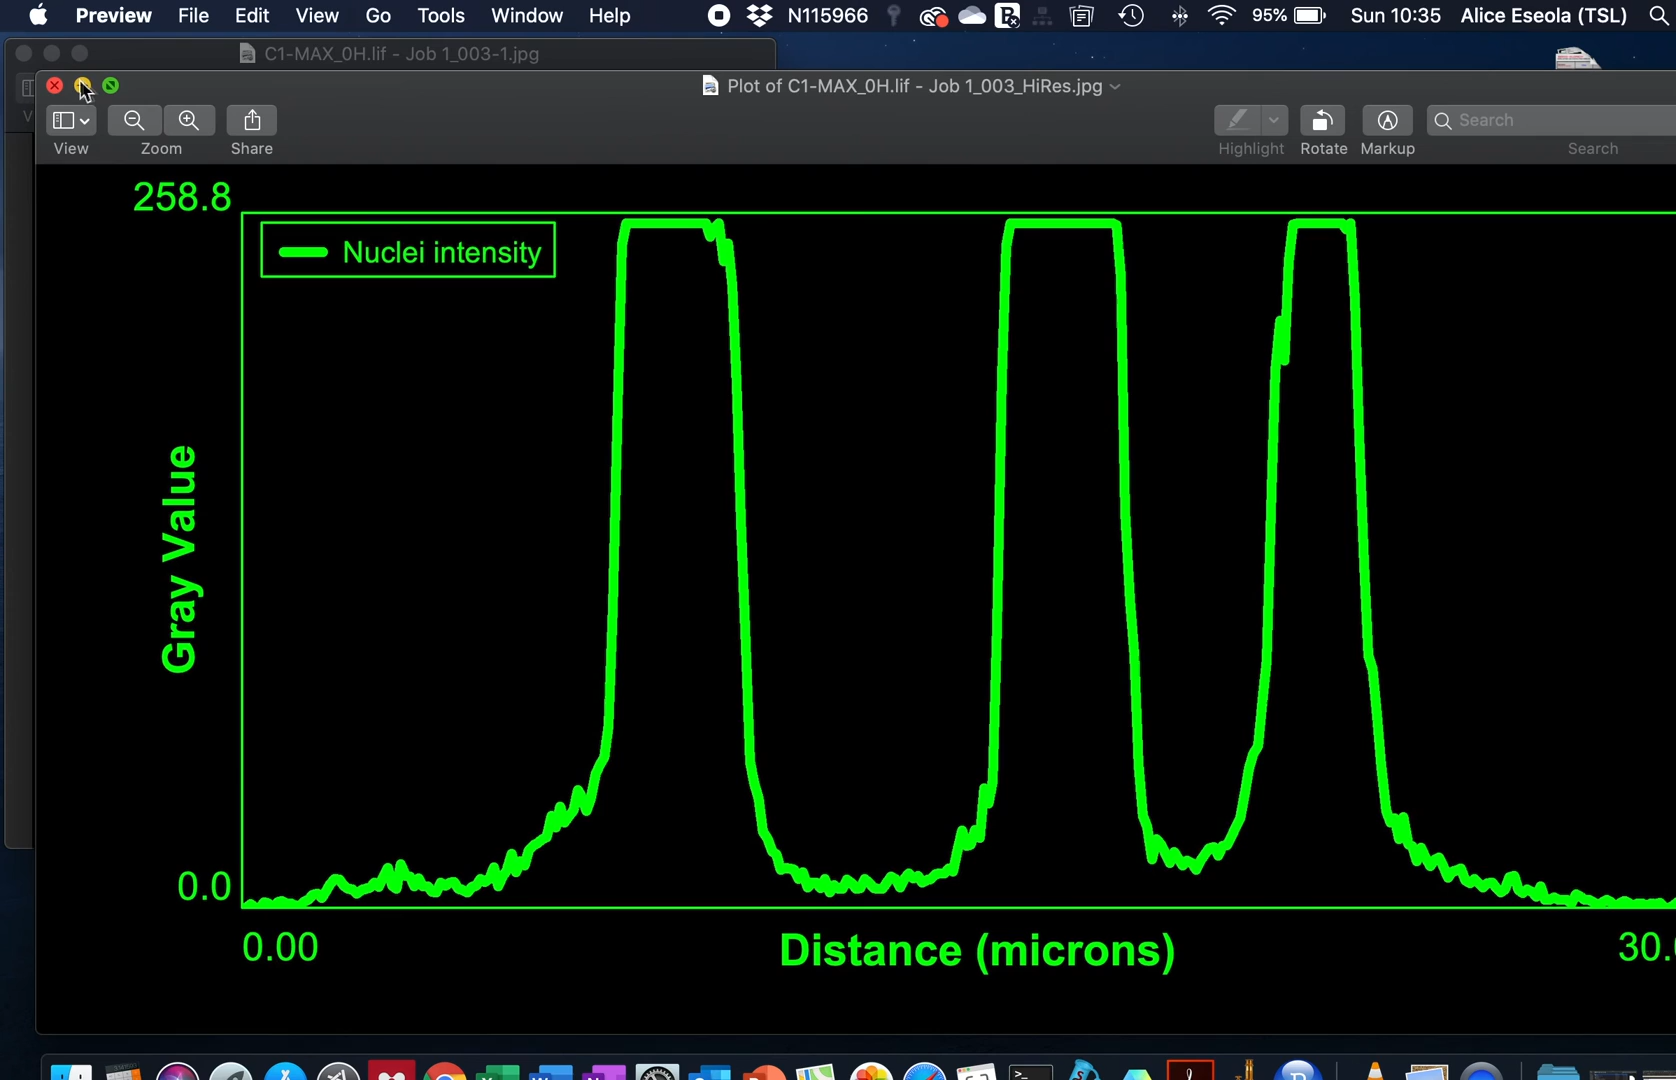 Preview File Edit View Go Tools Window Help N115966 95% Sun 10:35 Alice Eseola (TSL)
C1-MAX_0H.lif - Job 1_003-1.jpg
Plot of C1-MAX_0H.lif - Job 1_003_HiRes.jpg
Search
View Zoom Share Highlight Rotate Markup Search
258.8
Nuclei intensity
Gray Value
0.0
0.00 Distance (microns)